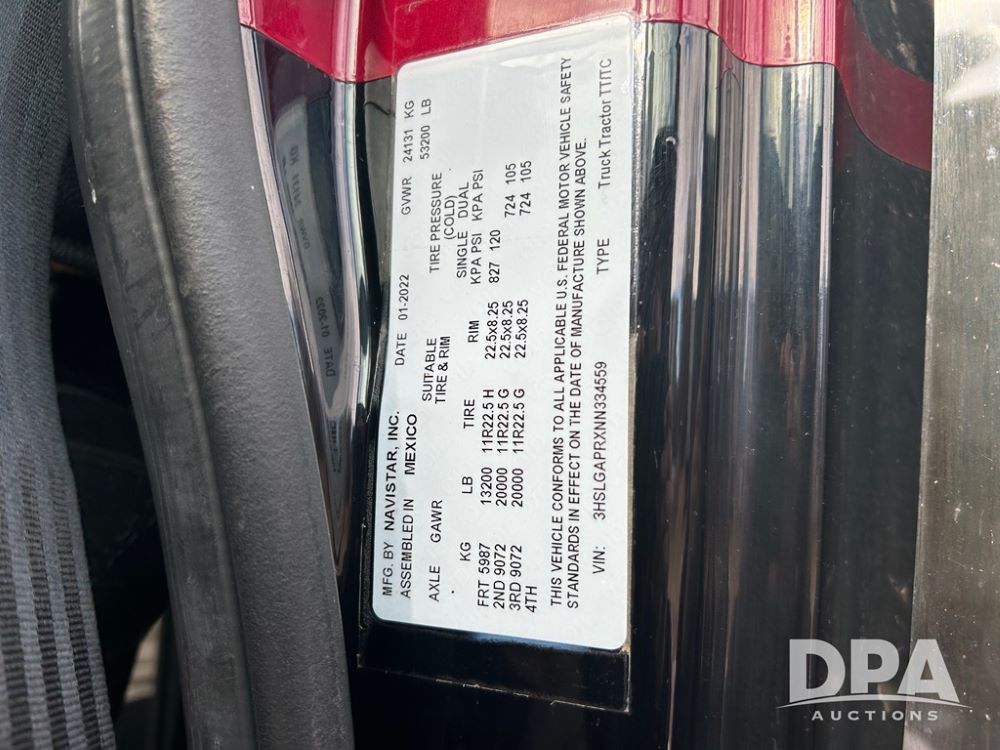 MFG. BY NAVISTAR, INC. DATE 01-2022 GVWR 24131 KG
ASSEMBLED IN MEXICO 53200 LB
SUITABLE TIRE PRESSURE
AXLE GAWR TIRE & RIM (COLD)
SINGLE DUAL
KG LB TIRE RIM KPA PSI KPA PSI
FRT 5987 13200 11R22.5 H 22.5x8.25 827 120
2ND 9072 20000 11R22.5 G 22.5x8.25 724 105
3RD 9072 20000 11R22.5 G 22.5x8.25 724 105
4TH
THIS VEHICLE CONFORMS TO ALL APPLICABLE U.S. FEDERAL MOTOR VEHICLE SAFETY
STANDARDS IN EFFECT ON THE DATE OF MANUFACTURE SHOWN ABOVE.
VIN: 3HSLGAPRXNN334559 TYPE Truck Tractor TT/TC
DPA
AUCTIONS